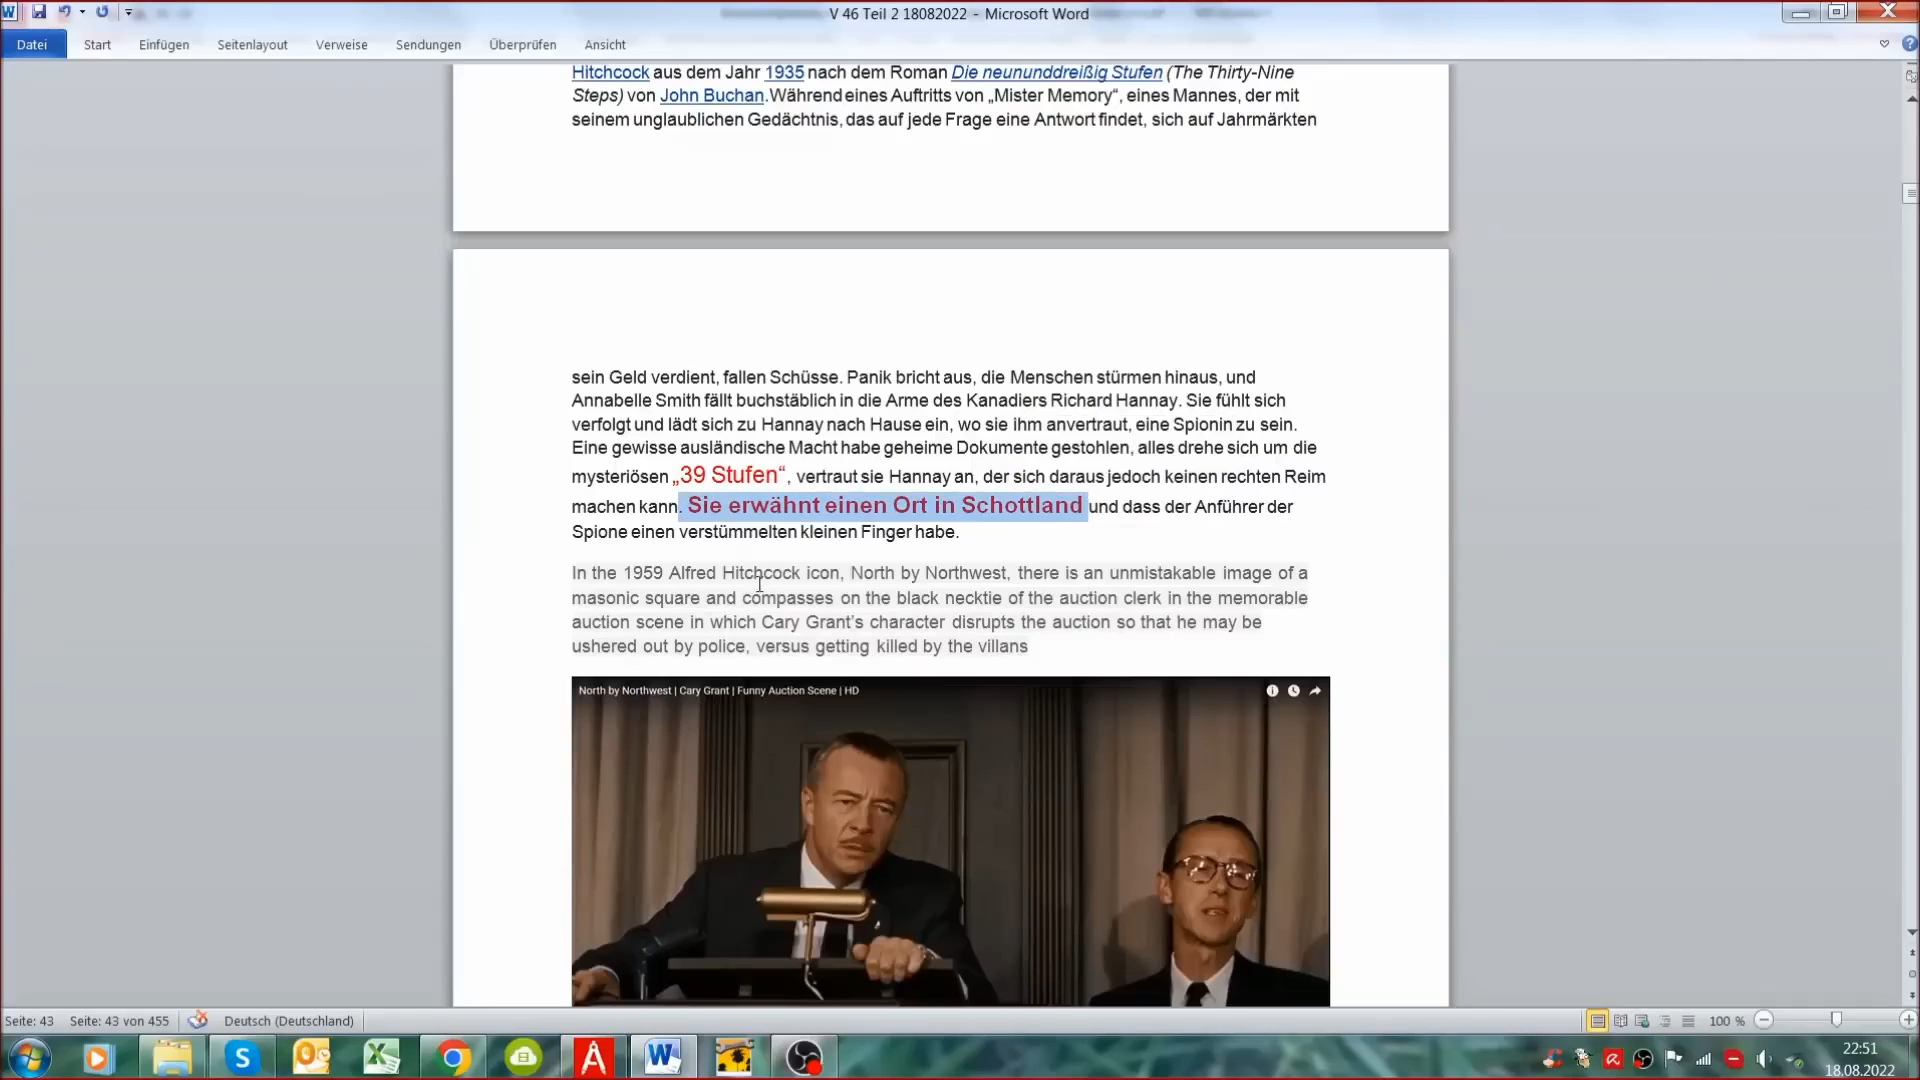 V 46 Teil 2 18082022 - Microsoft Word
Datei Start Einfügen Seitenlayout Verweise Sendungen Überprüfen Ansicht
Hitchcock aus dem Jahr 1935 nach dem Roman Die neununddreißig Stufen (The Thirty-Nine
Steps) von John Buchan.Während eines Auftritts von „Mister Memory“, eines Mannes, der mit
seinem unglaublichen Gedächtnis, das auf jede Frage eine Antwort findet, sich auf Jahrmärkten
sein Geld verdient, fallen Schüsse. Panik bricht aus, die Menschen stürmen hinaus, und
Annabelle Smith fällt buchstäblich in die Arme des Kanadiers Richard Hannay. Sie fühlt sich
verfolgt und lädt sich zu Hannay nach Hause ein, wo sie ihm anvertraut, eine Spionin zu sein.
Eine gewisse ausländische Macht habe geheime Dokumente gestohlen, alles drehe sich um die
mysteriösen „39 Stufen“, vertraut sie Hannay an, der sich daraus jedoch keinen rechten Reim
machen kann. Sie erwähnt einen Ort in Schottland und dass der Anführer der
Spione einen verstümmelten kleinen Finger habe.
In the 1959 Alfred Hitchcock icon, North by Northwest, there is an unmistakable image of a
masonic square and compasses on the black necktie of the auction clerk in the memorable
auction scene in which Cary Grant’s character disrupts the auction so that he may be
ushered out by police, versus getting killed by the villans
North by Northwest | Cary Grant | Funny Auction Scene | HD
Seite: 43 Seite: 43 von 455 Deutsch (Deutschland) 100 %
22:51
18.08.2022